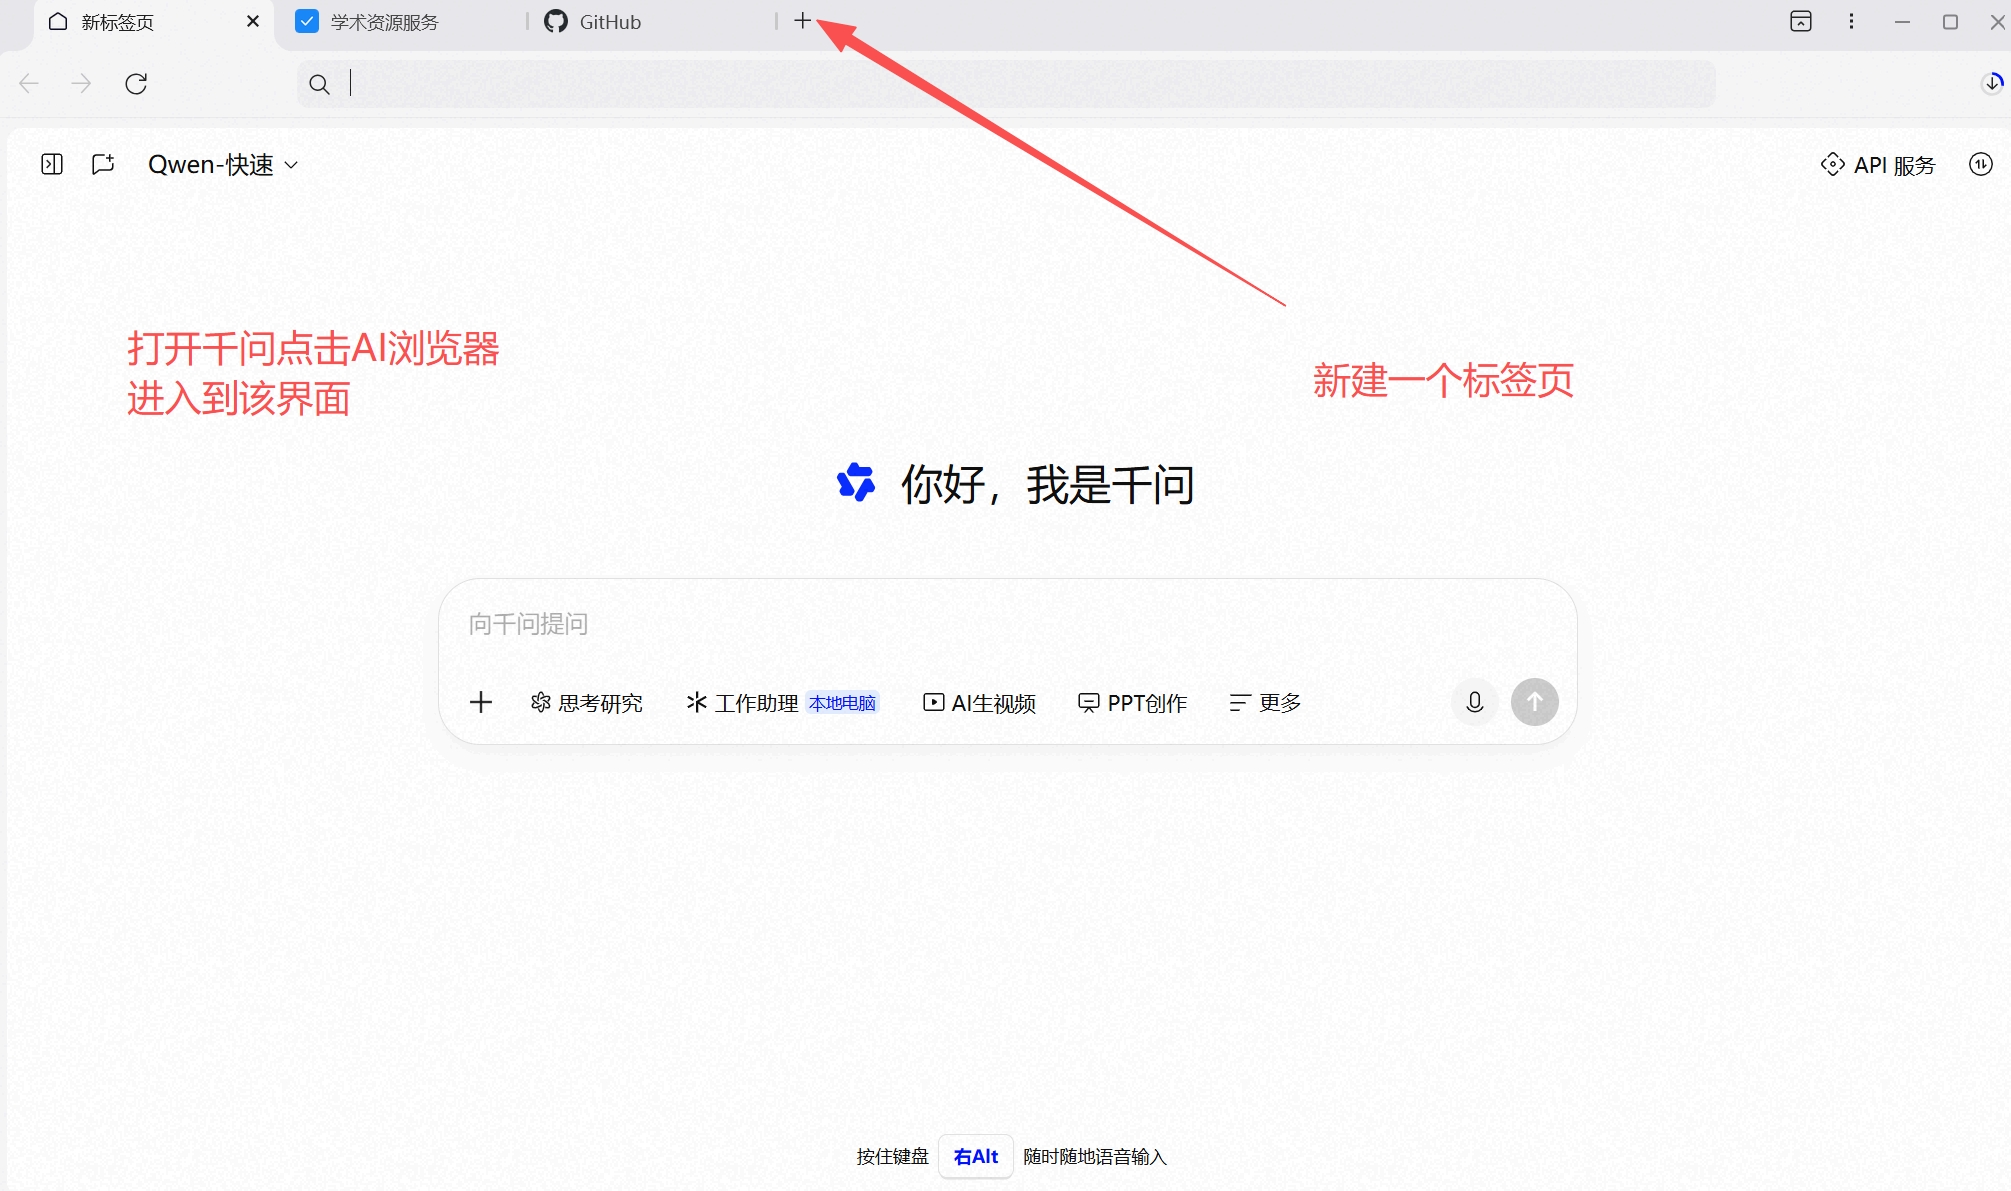 新标签页
学术资源服务
GitHub
Qwen-快速
API 服务
打开千问点击AI浏览器
进入到该界面
新建一个标签页
你好，我是千问
向千问提问
思考研究
工作助理 本地电脑
AI生视频
PPT创作
更多
按住键盘 右Alt 随时随地语音输入